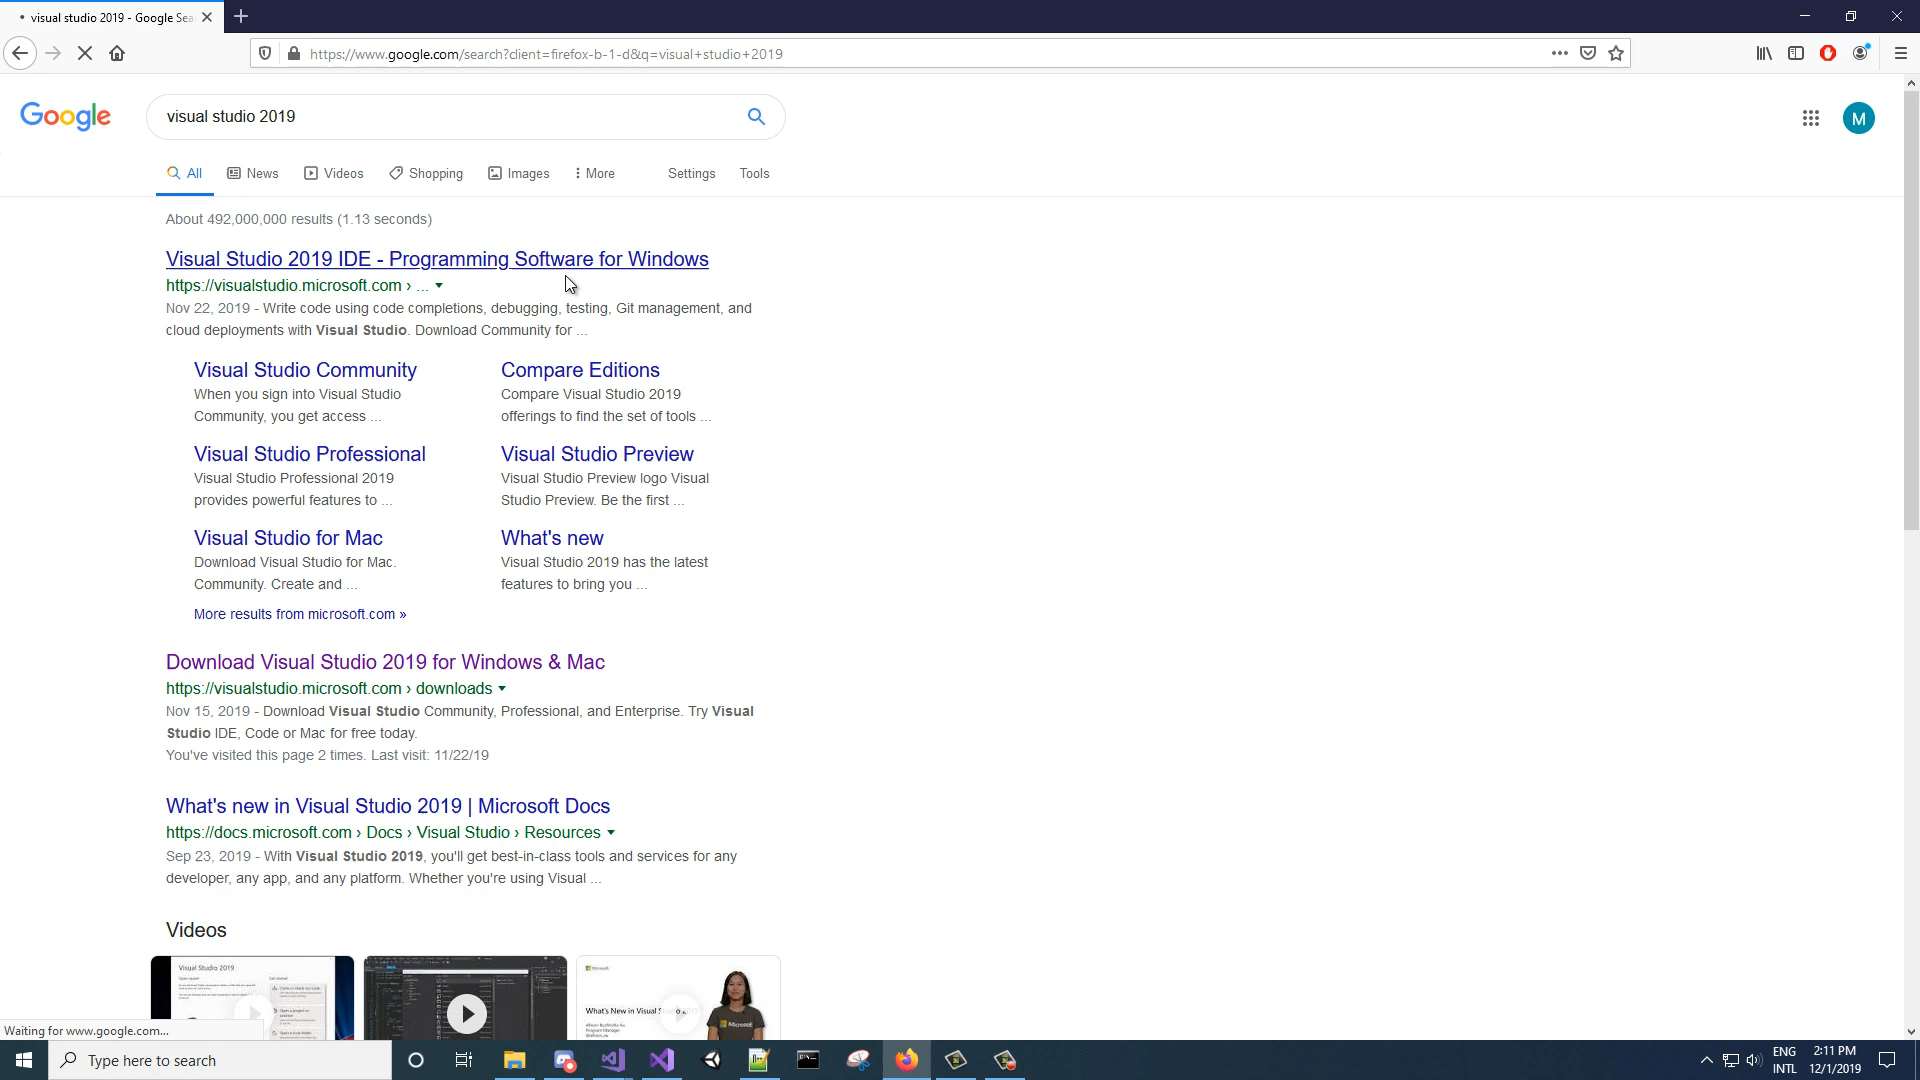 visual studio 2019 - Google Sea
https://www.google.com/search?client=firefox-b-1-d&q=visual+studio+2019
Google
visual studio 2019
M
All
News
Videos
Shopping
Images
More
Settings
Tools
About 492,000,000 results (1.13 seconds)
Visual Studio 2019 IDE - Programming Software for Windows
https://visualstudio.microsoft.com › ...
Nov 22, 2019 - Write code using code completions, debugging, testing, Git management, and
cloud deployments with Visual Studio. Download Community for ...
Visual Studio Community
When you sign into Visual Studio
Community, you get access ...
Compare Editions
Compare Visual Studio 2019
offerings to find the set of tools ...
Visual Studio Professional
Visual Studio Professional 2019
provides powerful features to ...
Visual Studio Preview
Visual Studio Preview logo Visual
Studio Preview. Be the first ...
Visual Studio for Mac
Download Visual Studio for Mac.
Community. Create and ...
What's new
Visual Studio 2019 has the latest
features to bring you ...
More results from microsoft.com »
Download Visual Studio 2019 for Windows & Mac
https://visualstudio.microsoft.com › downloads
Nov 15, 2019 - Download Visual Studio Community, Professional, and Enterprise. Try Visual
Studio IDE, Code or Mac for free today.
You've visited this page 2 times. Last visit: 11/22/19
What's new in Visual Studio 2019 | Microsoft Docs
https://docs.microsoft.com › Docs › Visual Studio › Resources
Sep 23, 2019 - With Visual Studio 2019, you'll get best-in-class tools and services for any
developer, any app, and any platform. Whether you're using Visual ...
Videos
Visual Studio 2019
Microsoft
What's New in Visual
Waiting for www.google.com...
Type here to search
ENG
INTL
2:11 PM
12/1/2019